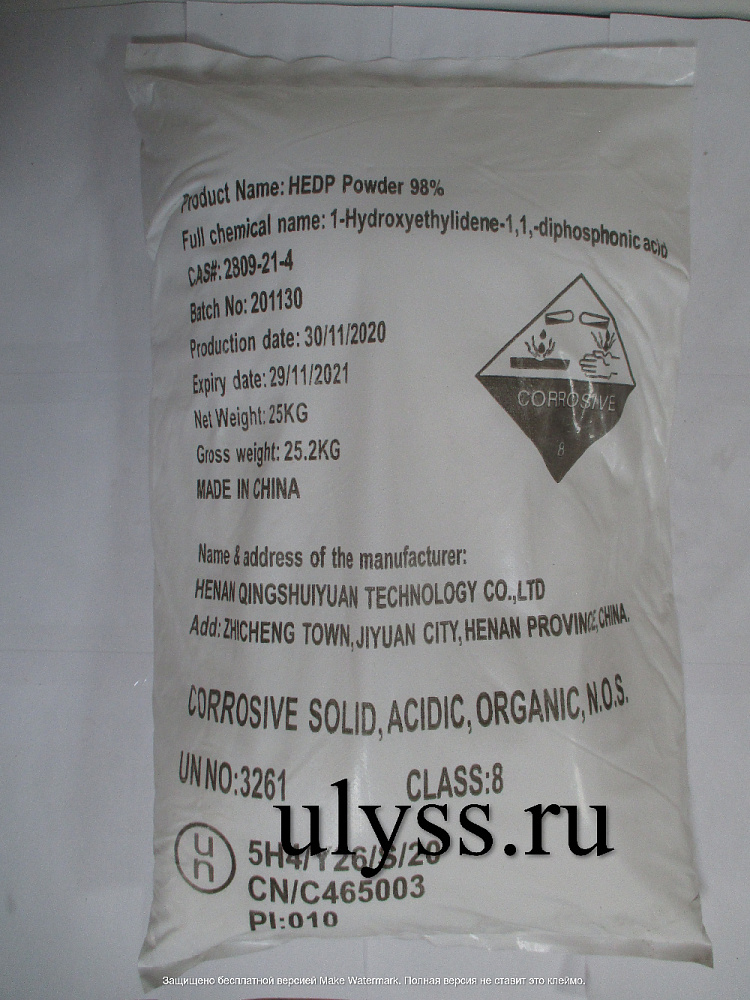 Product Name: HEDP Powder 98%
Full chemical name: 1-Hydroxyethylidene-1,1,-diphosphonic acid
CAS#: 2809-21-4
Batch No: 201130
Production date: 30/11/2020
Expiry date: 29/11/2021
Net Weight: 25KG
Gross weight: 25.2KG
MADE IN CHINA
CORROSIVE
8
Name & address of the manufacturer:
HENAN QINGSHUIYUAN TECHNOLOGY CO.,LTD
Add: ZHICHENG TOWN, JIYUAN CITY, HENAN PROVINCE, CHINA.
CORROSIVE SOLID, ACIDIC, ORGANIC, N.O.S.
UN NO: 3261 CLASS: 8
ulyss.ru
un
5H4/Y26/S/20
CN/C465003
PI:010
Защищено бесплатной версией Make Watermark. Полная версия не ставит это клеймо.